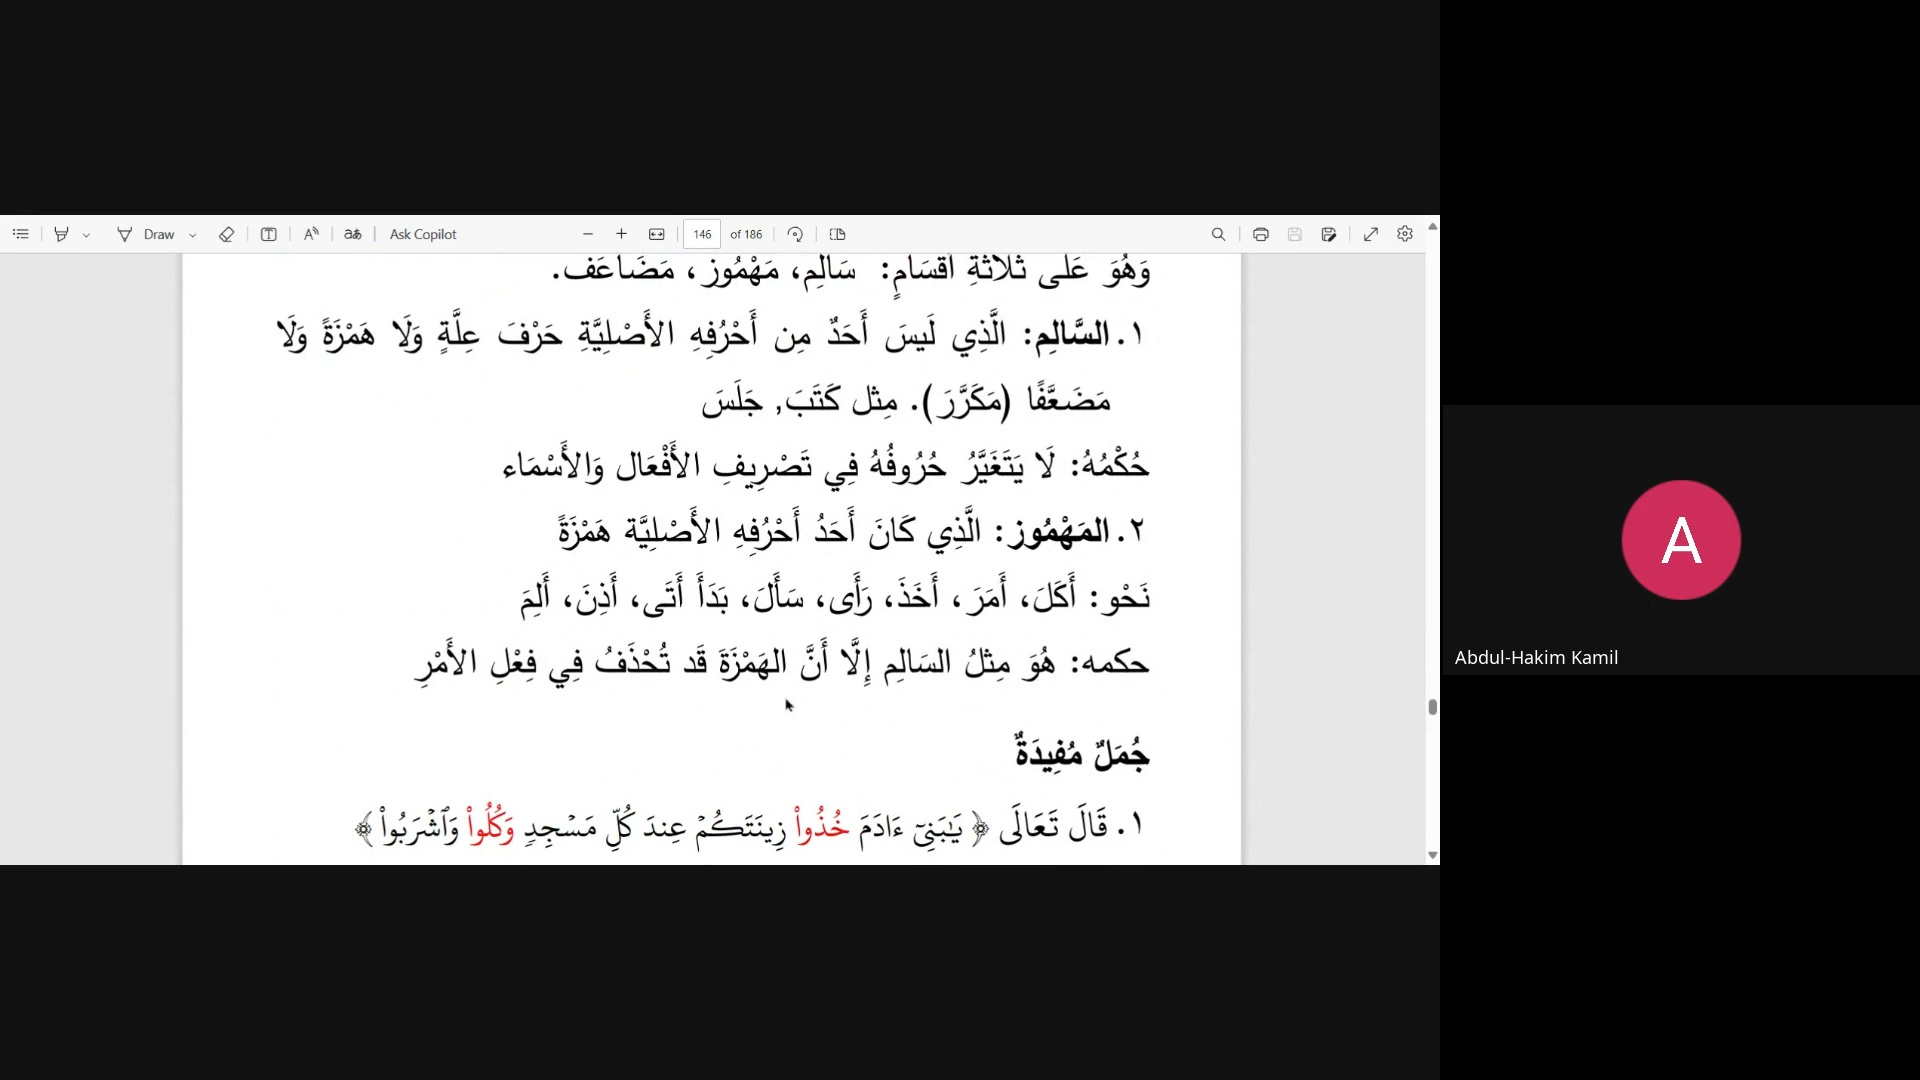 Draw
Ask Copilot
146 of 186
وَهُوَ عَلَى ثَلَاثَةِ أَقْسَامٍ: سَالِم، مَهْمُوز، مَضَاعَف.
١. السَّالِم: الَّذِي لَيسَ أَحَدٌ مِن أَحْرُفِهِ الأَصْلِيَّةِ حَرْفَ عِلَّةٍ وَلَا هَمْزَةً وَلَا
مَضَعَّفًا (مَكَرَّرَ). مِثل كَتَبَ, جَلَسَ
حُكْمُهُ: لَا يَتَغَيَّرُ حُرُوفُهُ فِي تَصْرِيفِ الأَفْعَال وَالأَسْمَاء
٢. المَهْمُوز: الَّذِي كَانَ أَحَدُ أَحْرُفِهِ الأَصْلِيَّة هَمْزَةً
نَحْو: أَكَلَ، أَمَرَ، أَخَذَ، رَأَى، سَأَلَ، بَدَأَ أَتَى، أَذِنَ، أَلِمَ
حكمه: هُوَ مِثلُ السَالِم إِلَّا أَنَّ الهَمْزَةَ قَد تُحْذَفُ فِي فِعْلِ الأَمْرِ
جُمَلٌ مُفِيدَةٌ
١. قَالَ تَعَالَى ﴿ يَٰبَنِيٓ ءَادَمَ خُذُواْ زِينَتَكُمۡ عِندَ كُلِّ مَسۡجِدٖ وَكُلُواْ وَٱشۡرَبُواْ ﴾
A
Abdul-Hakim Kamil